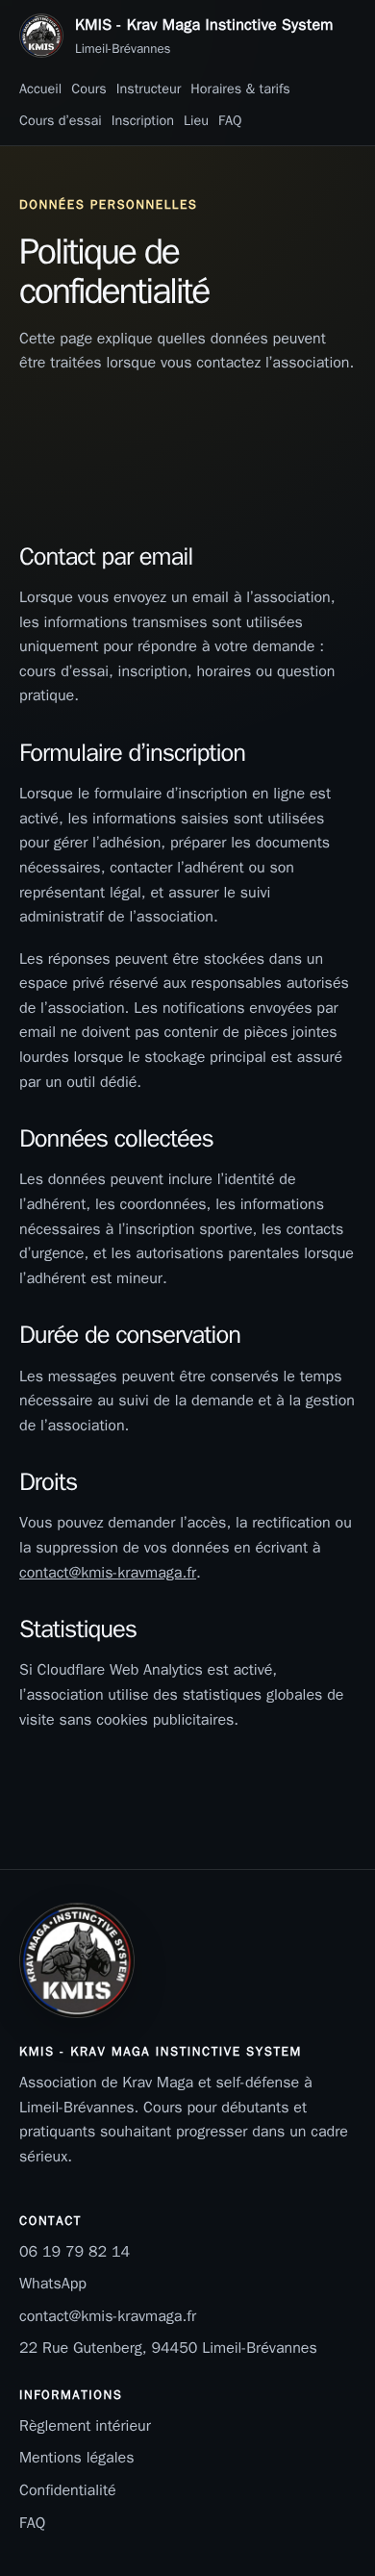 KMIS
KMIS - Krav Maga Instinctive System
Limeil-Brévannes
Accueil Cours Instructeur Horaires & tarifs
Cours d'essai Inscription Lieu FAQ
DONNÉES PERSONNELLES
Politique de
confidentialité
Cette page explique quelles données peuvent
être traitées lorsque vous contactez l'association.
Contact par email
Lorsque vous envoyez un email à l'association,
les informations transmises sont utilisées
uniquement pour répondre à votre demande :
cours d'essai, inscription, horaires ou question
pratique.
Formulaire d'inscription
Lorsque le formulaire d'inscription en ligne est
activé, les informations saisies sont utilisées
pour gérer l'adhésion, préparer les documents
nécessaires, contacter l'adhérent ou son
représentant légal, et assurer le suivi
administratif de l'association.
Les réponses peuvent être stockées dans un
espace privé réservé aux responsables autorisés
de l'association. Les notifications envoyées par
email ne doivent pas contenir de pièces jointes
lourdes lorsque le stockage principal est assuré
par un outil dédié.
Données collectées
Les données peuvent inclure l'identité de
l'adhérent, les coordonnées, les informations
nécessaires à l'inscription sportive, les contacts
d'urgence, et les autorisations parentales lorsque
l'adhérent est mineur.
Durée de conservation
Les messages peuvent être conservés le temps
nécessaire au suivi de la demande et à la gestion
de l'association.
Droits
Vous pouvez demander l'accès, la rectification ou
la suppression de vos données en écrivant à
contact@kmis-kravmaga.fr.
Statistiques
Si Cloudflare Web Analytics est activé,
l'association utilise des statistiques globales de
visite sans cookies publicitaires.
KRAV MAGA • INSTINCTIVE SYSTEM
KMIS
KMIS - KRAV MAGA INSTINCTIVE SYSTEM
Association de Krav Maga et self-défense à
Limeil-Brévannes. Cours pour débutants et
pratiquants souhaitant progresser dans un cadre
sérieux.
CONTACT
06 19 79 82 14
WhatsApp
contact@kmis-kravmaga.fr
22 Rue Gutenberg, 94450 Limeil-Brévannes
INFORMATIONS
Règlement intérieur
Mentions légales
Confidentialité
FAQ